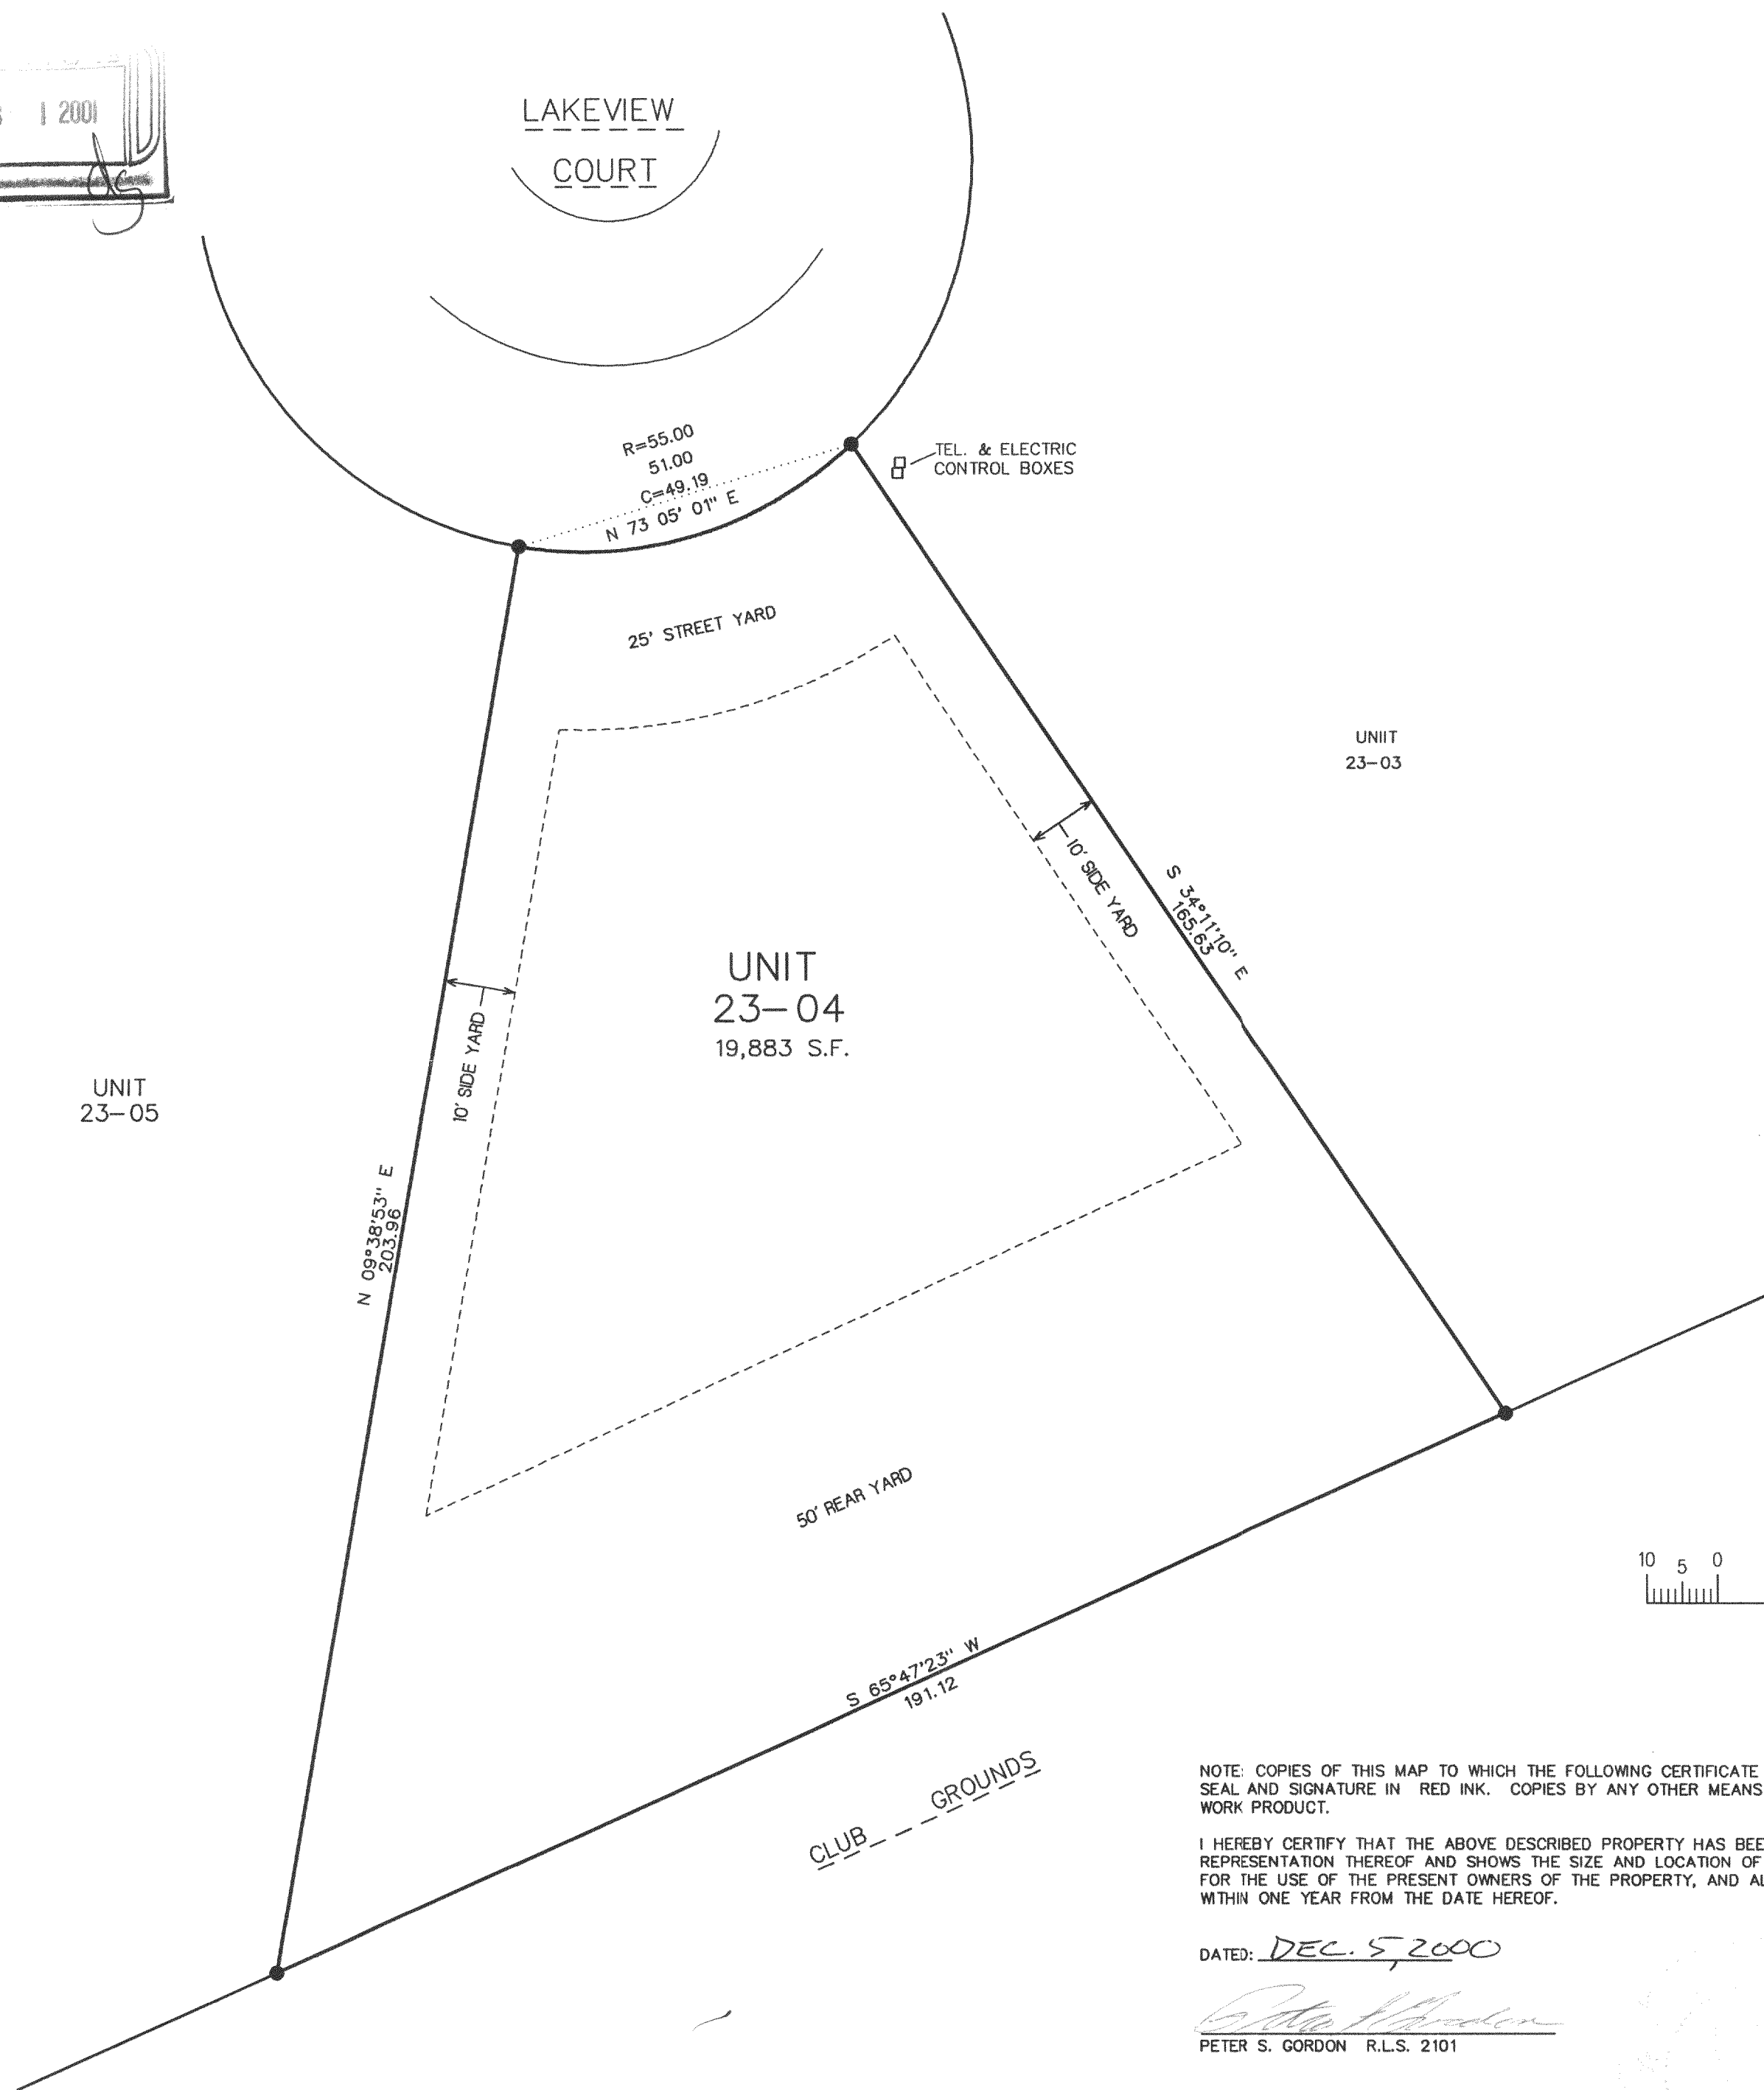 1 2001
LAKEVIEW
COURT
R=55.00
51.00
C=49.19
N 73 05' 01" E
TEL. & ELECTRIC
CONTROL BOXES
25' STREET YARD
UNIIT
23-03
10' SIDE YARD
S 34°11'10" E
165.63
UNIT
23-04
19,883 S.F.
10' SIDE YARD
UNIT
23-05
N 09°38'53" E
203.96
50' REAR YARD
10 5 0
S 65°47'23" W
191.12
CLUB GROUNDS
NOTE: COPIES OF THIS MAP TO WHICH THE FOLLOWING CERTIFICATE
SEAL AND SIGNATURE IN RED INK. COPIES BY ANY OTHER MEANS
WORK PRODUCT.
I HEREBY CERTIFY THAT THE ABOVE DESCRIBED PROPERTY HAS BEE
REPRESENTATION THEREOF AND SHOWS THE SIZE AND LOCATION OF
FOR THE USE OF THE PRESENT OWNERS OF THE PROPERTY, AND AL
WITHIN ONE YEAR FROM THE DATE HEREOF.
DATED: DEC. 5, 2000
Peter S Gordon
PETER S. GORDON R.L.S. 2101